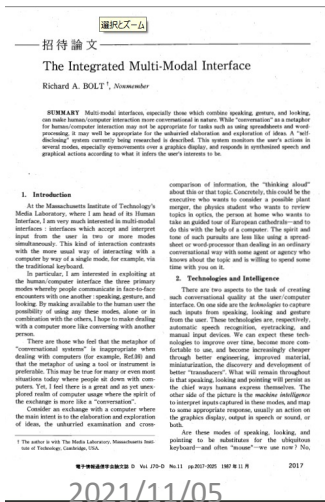 選択とズーム
招待論文
The Integrated Multi-Modal Interface
Richard A. BOLT†, Nonmember
SUMMARY Multi-modal interfaces, especially those which combine speaking, gesture, and looking,
can make human/computer interaction more conversational in nature. While "conversation" as a metaphor
for human/computer interaction may not be appropriate for tasks such as using spreadsheets and word-
processing, it may well be appropriate for the unhurried elaboration and exploration of ideas. A "self-
disclosing" system currently being researched is described. This system monitors the user's actions in
several modes, especially eyemovements over a graphics display, and responds in synthesized speech and
graphical actions according to what it infers the user's interests to be.
1. Introduction
At the Massachusetts Institute of Technology's
Media Laboratory, where I am head of its Human
Interface, I am very much interested in multi-modal
interfaces : interfaces which accept and interpret
input from the user in two or more modes
simultaneously. This kind of interaction contrasts
with the more usual way of interacting with a
computer by way of a single mode, for example, via
the traditional keyboard.
In particular, I am interested in exploiting at
the human/computer interface the three primary
modes whereby people communicate in face-to-face
encounters with one another : speaking, gesture, and
looking. By making available to the human user the
possibility of using any these modes, alone or in
combination with the others, I hope to make dealing
with a computer more like conversing with another
person.
There are those who feel that the metaphor of
"conversational systems" is inappropriate when
dealing with computers (for example, Ref.(8)) and
that the metaphor of using a tool or instrument is
preferable. This may be true for many or even most
situations today where people sit down with com-
puters. Yet, I feel there is a great and as yet unex-
plored realm of computer usage where the spirit of
the exchange is more like a "conversation".
Consider an exchange with a computer where
the main intent is to the elaboration and exploration
of ideas, the unhurried examination and cross-
† The author is with The Media Laboratory, Massachusetts Insti-
tute of Technology, Cambridge, USA.
comparison of information, the "thinking aloud"
about this or that topic. Concretely, this could be the
executive who wants to consider a possible plant
merger, the physics student who wants to review
topics in optics, the person at home who wants to
take an guided tour of European cathedrals—and to
do this with the help of a computer. The spirit and
tone of such pursuits are less like using a spread-
sheet or word-processor than dealing in an ordinary
conversational way with some agent or agency who
knows about the topic and is willing to spend some
time with you on it.
2. Technologies and Intelligence
There are two aspects to the task of creating
such conversational quality at the user/computer
interface. On one side are the technologies to capture
such inputs from speaking, looking and gesture
from the user. These technologies are, respectively,
automatic speech recognition, eyetracking, and
manual input devices. We can expect these tech-
nologies to improve over time, become more com-
fortable to use, and become increasingly cheaper
through better engineering, improved material,
miniaturization, the discovery and development of
better "transducers". What will remain throughout
is that speaking, looking and pointing will persist as
the chief ways humans express themselves. The
other side of the picture is the machine intelligence
to interpret inputs captured in these modes, and map
to some appropriate response, usually an action on
the graphics display, output in speech or sound, or
both.
Are these modes of speaking, looking, and
pointing to be substitutes for the ubiquitous
keyboard—and often "mouse"—we use now? No,
電子情報通信学会論文誌 D Vol. J70-D No.11 pp.2017-2025 1987年11月
2017
2021/11/05